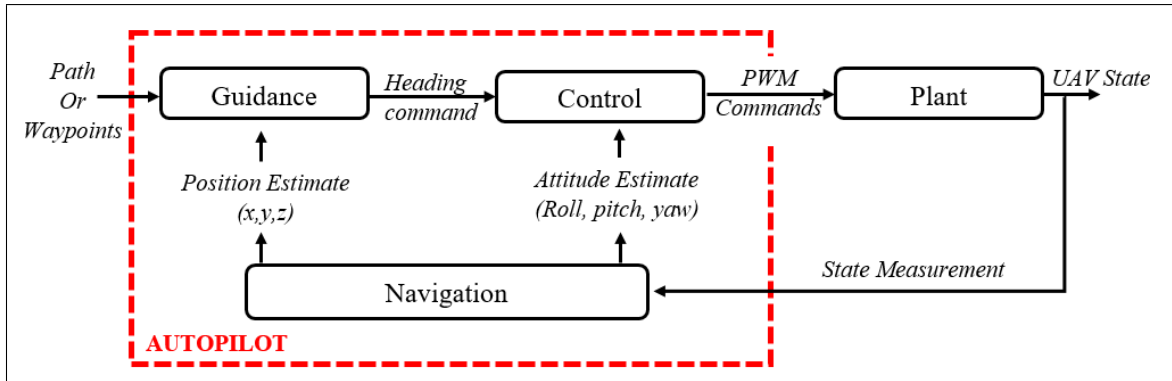 Path
Or
Waypoints
Guidance
Heading
command
Control
PWM
Commands
Plant
UAV State
Position Estimate
(x,y,z)
Attitude Estimate
(Roll, pitch, yaw)
Navigation
State Measurement
AUTOPILOT